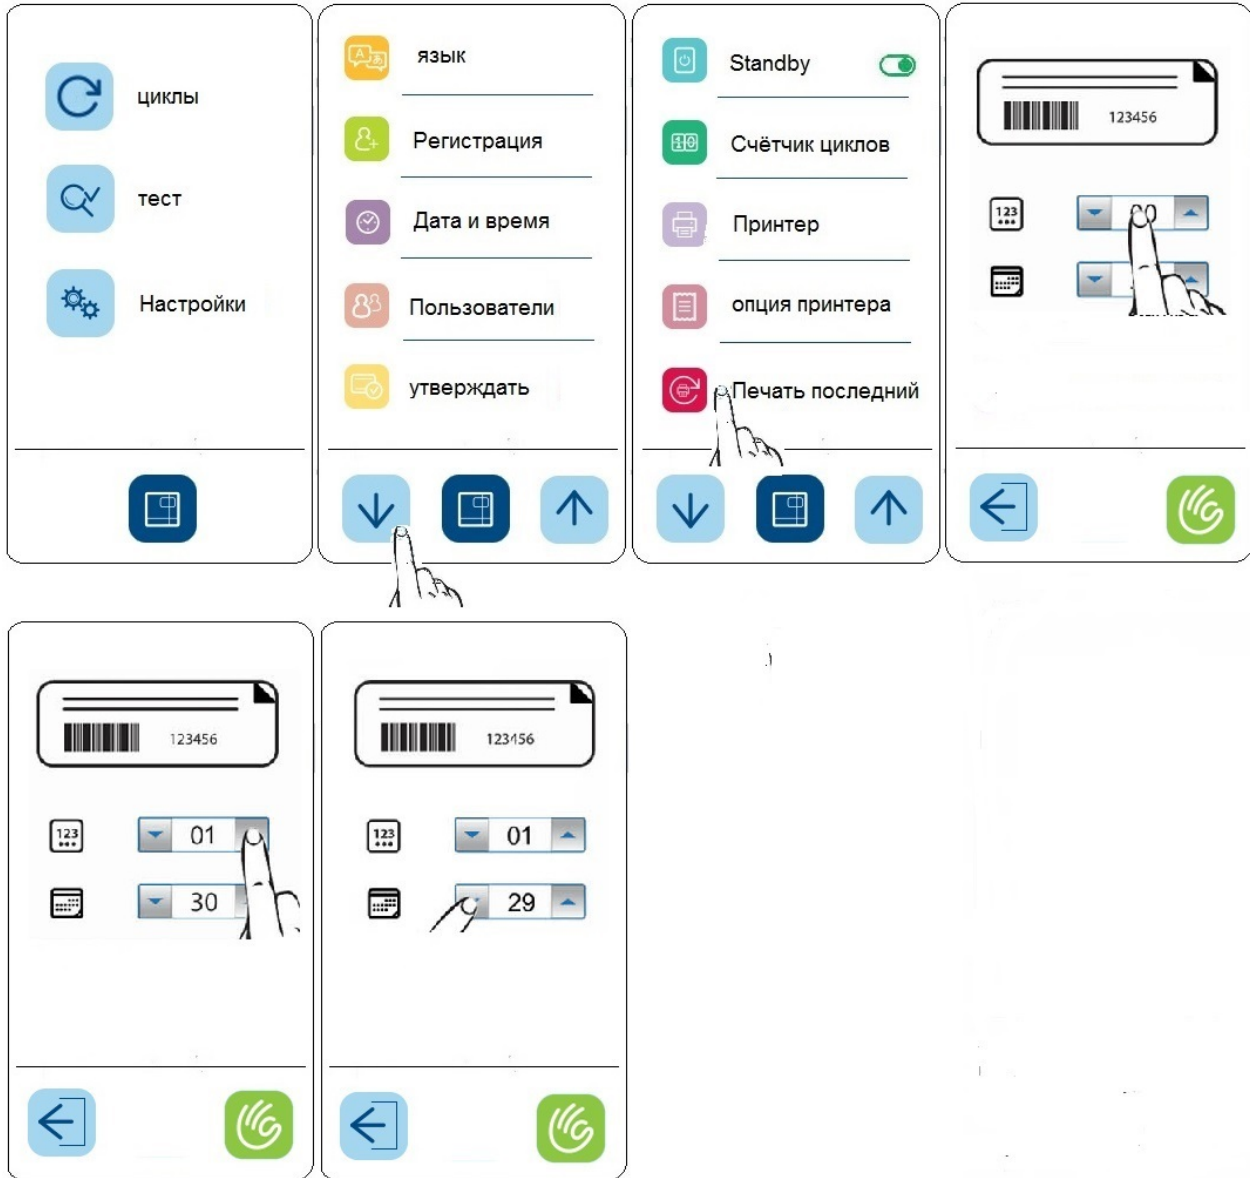 циклы
тест
Настройки
язык
Регистрация
Дата и время
Пользователи
утверждать
Standby
10
Счётчик циклов
Принтер
опция принтера
Печать последний
123456
123
123456
123
01
30
123456
123
01
29